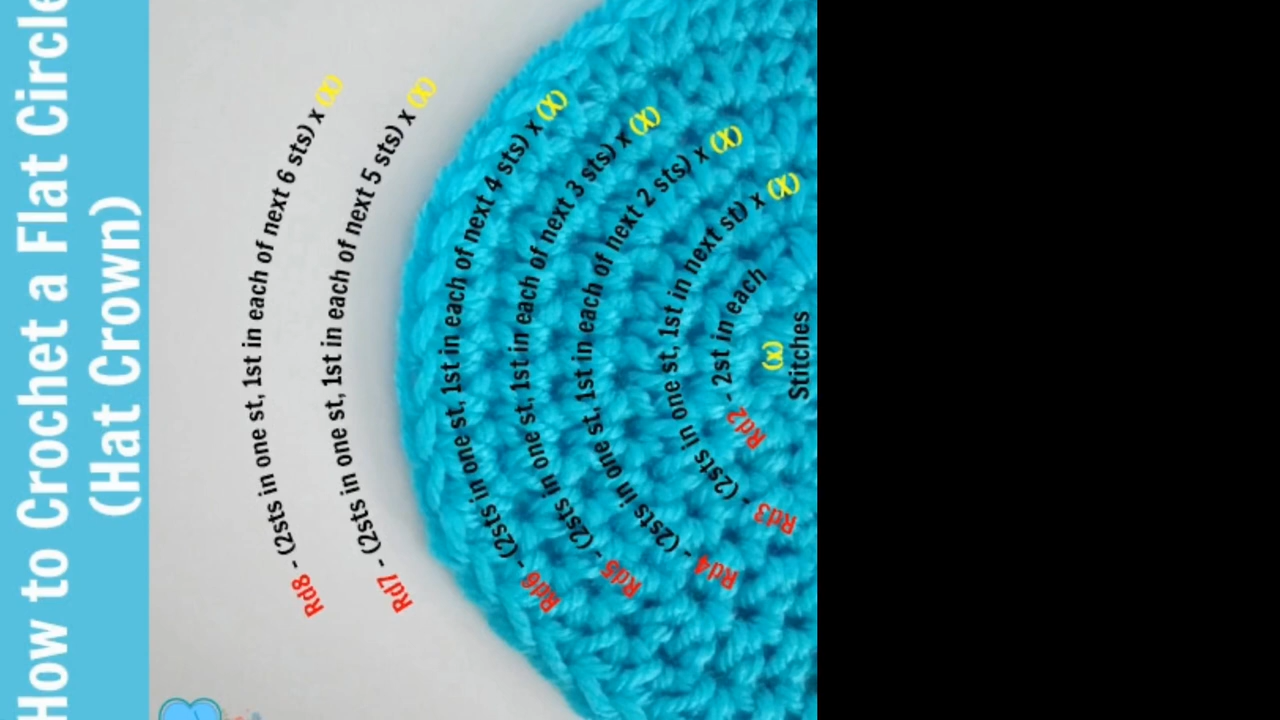 How to Crochet a Flat Circle
(Hat Crown)
Rd8 - (2sts in one st, 1st in each of next 6 sts) x (X)
Rd7 - (2sts in one st, 1st in each of next 5 sts) x (X)
Rd6 - (2sts in one st, 1st in each of next 4 sts) x (X)
Rd5 - (2sts in one st, 1st in each of next 3 sts) x (X)
Rd4 - (2sts in one st, 1st in each of next 2 sts) x (X)
Rd3 - (2sts in one st, 1st in next st) x (X)
Rd2 - 2st in each
(x)
Stitches